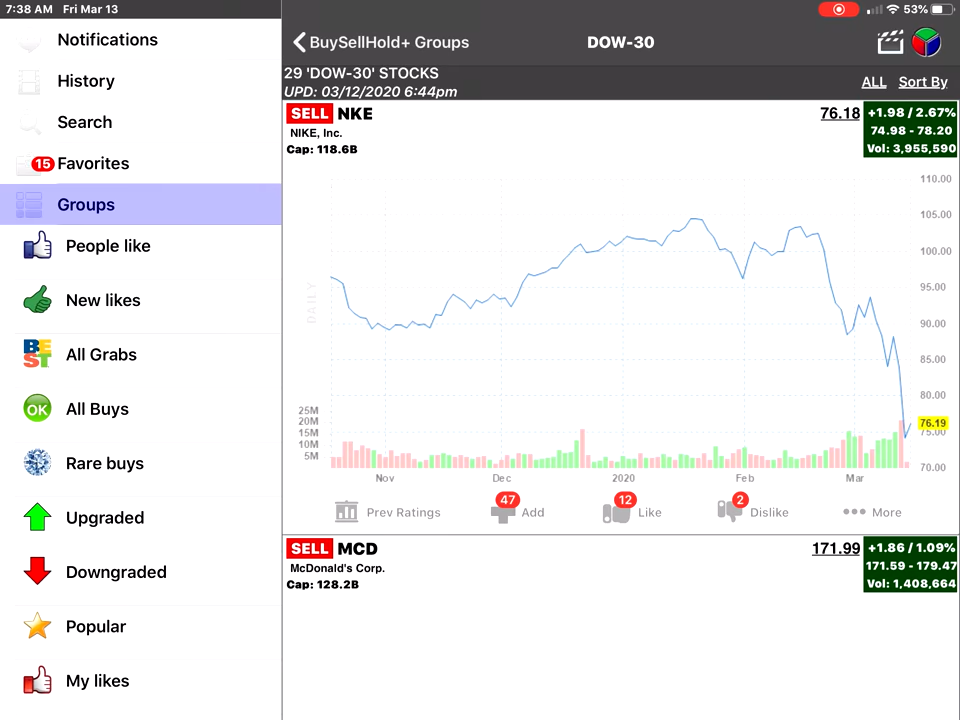 7:38 AM Fri Mar 13
53%
Notifications
History
Search
15 Favorites
Groups
People like
New likes
BEST All Grabs
OK All Buys
Rare buys
Upgraded
Downgraded
Popular
My likes
BuySellHold+ Groups
DOW-30
29 'DOW-30' STOCKS
UPD: 03/12/2020 6:44pm
ALL Sort By
SELL NKE
NIKE, Inc.
Cap: 118.6B
76.18
+1.98 / 2.67%
74.98 - 78.20
Vol: 3,955,590
DAILY
110.00
105.00
100.00
95.00
90.00
85.00
80.00
76.19
75.00
70.00
25M
20M
15M
10M
5M
Nov Dec 2020 Feb Mar
Prev Ratings
47 Add
12 Like
2 Dislike
More
SELL MCD
McDonald's Corp.
Cap: 128.2B
171.99
+1.86 / 1.09%
171.59 - 179.47
Vol: 1,408,664